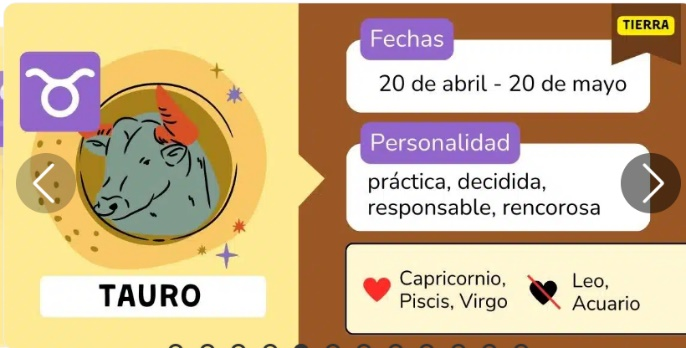 TIERRA
Fechas
20 de abril - 20 de mayo
Personalidad
práctica, decidida,
responsable, rencorosa
TAURO
Capricornio,
Piscis, Virgo
Leo,
Acuario